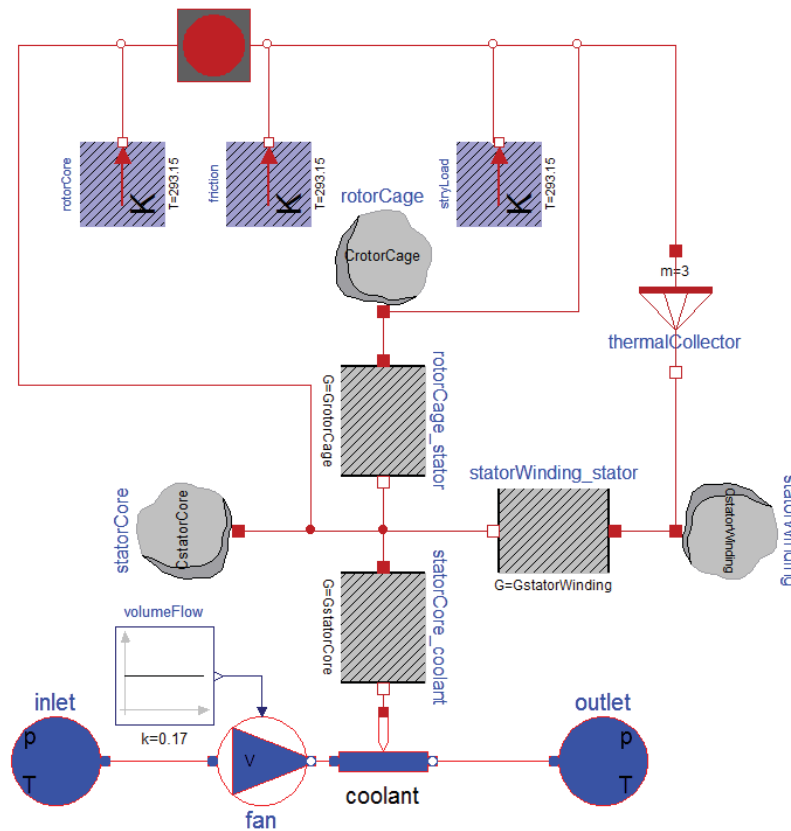 rotorCore
K
T=293.15
friction
K
T=293.15
stryLoad
K
T=293.15
rotorCage
CrotorCage
m=3
thermalCollector
G=GrotorCage
rotorCage_stator
statorWinding_stator
statorCore
CstatorCore
G=GstatorWinding
CstatorWinding
statorWinding
G=GstatorCore
statorCore_coolant
volumeFlow
k=0.17
inlet
p
T
V
fan
coolant
outlet
p
T